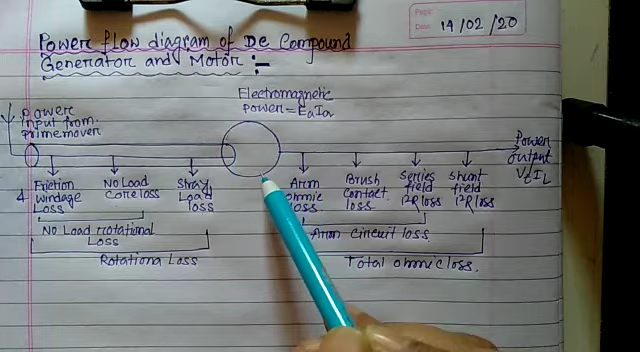 Page:
Date: 14/02/20
Power flow diagram of DC Compound
Generator and Motor :-
Electromagnetic
power = EaIa
Power
input from
primemover
Power
output
VtIL
4
Friction
windage
Loss
No Load
core loss
Stray
Load
loss
Arm
ohmic
loss
Brush
contact
loss
Series
field
I²R loss
Shunt
field
I²R loss
No Load rotational
Loss
Arm circuit loss
Rotationa Loss
Total ohmic loss.